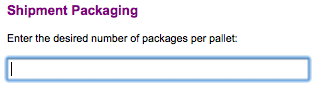 Shipment Packaging
Enter the desired number of packages per pallet: